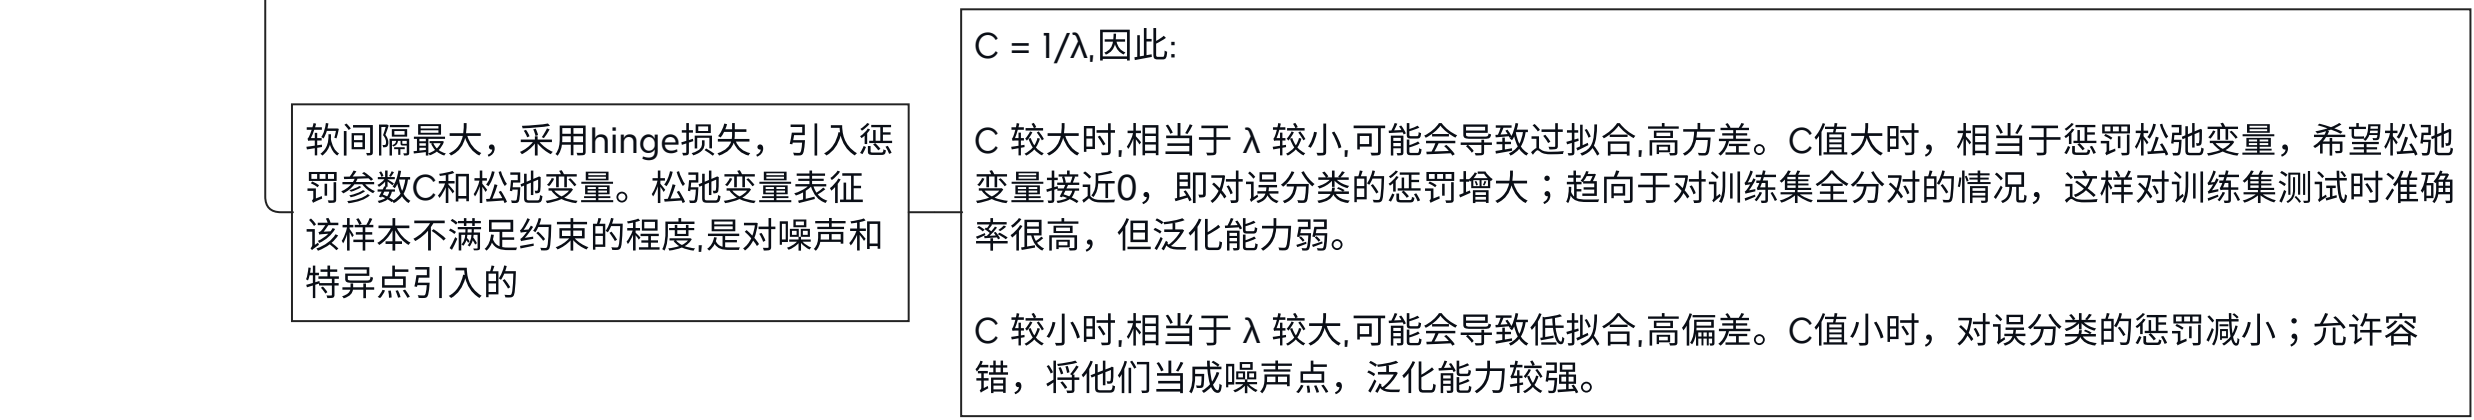 软间隔最大，采用hinge损失，引入惩
罚参数C和松弛变量。松弛变量表征
该样本不满足约束的程度,是对噪声和
特异点引入的
C = 1/λ,因此:
C 较大时,相当于 λ 较小,可能会导致过拟合,高方差。C值大时，相当于惩罚松弛变量，希望松弛
变量接近0，即对误分类的惩罚增大；趋向于对训练集全分对的情况，这样对训练集测试时准确
率很高，但泛化能力弱。
C 较小时,相当于 λ 较大,可能会导致低拟合,高偏差。C值小时，对误分类的惩罚减小；允许容
错，将他们当成噪声点，泛化能力较强。